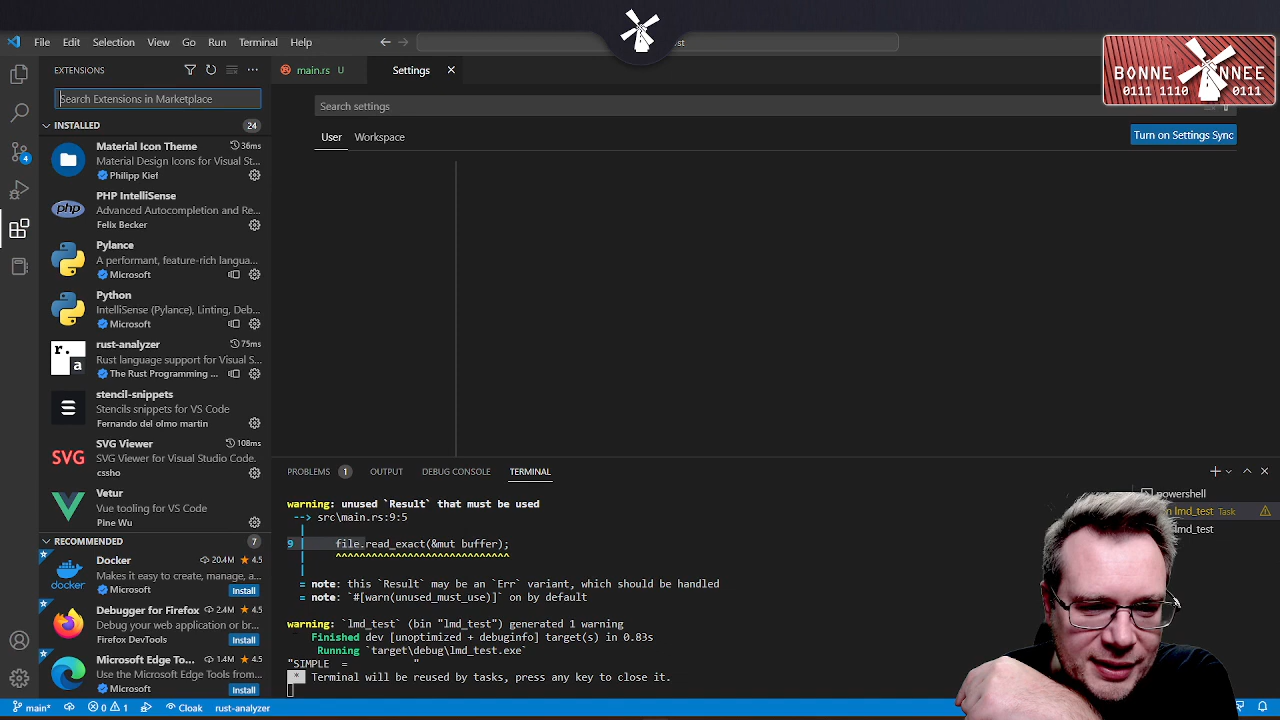 File Edit Selection View Go Run Terminal Help
BONNE ANNEE
0111 1110 0111
EXTENSIONS
main.rs U
Settings
Search Extensions in Marketplace
Search settings
INSTALLED 24
User Workspace
Turn on Settings Sync
Material Icon Theme 36ms
Material Design Icons for Visual St...
Philipp Kief
PHP IntelliSense
Advanced Autocompletion and Re...
Felix Becker
Pylance
A performant, feature-rich langua...
Microsoft
Python
IntelliSense (Pylance), Linting, Deb...
Microsoft
rust-analyzer 75ms
Rust language support for Visual S...
The Rust Programming ...
stencil-snippets
Stencils snippets for VS Code
Fernando del olmo martin
SVG Viewer 108ms
SVG Viewer for Visual Studio Code.
cssho
Vetur
Vue tooling for VS Code
Pine Wu
RECOMMENDED 7
Docker 20.4M 4.5
Makes it easy to create, manage, a...
Microsoft Install
Debugger for Firefox 2.4M 4.5
Debug your web application or br...
Firefox DevTools Install
Microsoft Edge To... 1.4M 4.5
Use the Microsoft Edge Tools from...
Microsoft Install
PROBLEMS 1 OUTPUT DEBUG CONSOLE TERMINAL
powershell
lmd_test Task
lmd_test
warning: unused `Result` that must be used
--> src\main.rs:9:5
|
9 | file.read_exact(&mut buffer);
| ^^^^^^^^^^^^^^^^^^^^^^^^^^^^^
|
= note: this `Result` may be an `Err` variant, which should be handled
= note: `#[warn(unused_must_use)]` on by default
warning: `lmd_test` (bin "lmd_test") generated 1 warning
Finished dev [unoptimized + debuginfo] target(s) in 0.83s
Running `target\debug\lmd_test.exe`
"SIMPLE = "
* Terminal will be reused by tasks, press any key to close it.
main* 0 1 Cloak rust-analyzer